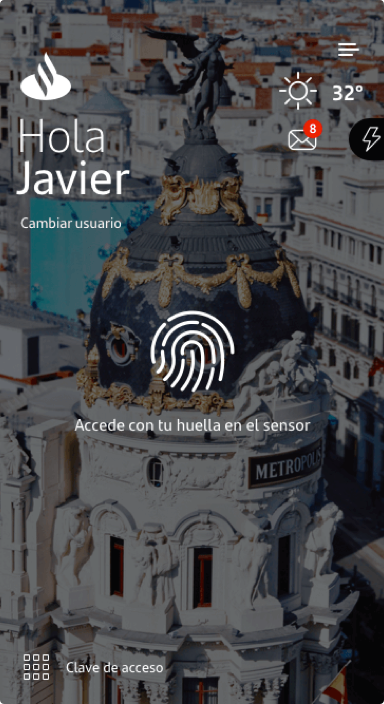 32°
8
Hola
Javier
Cambiar usuario
Accede con tu huella en el sensor
METROPOLIS
Clave de acceso